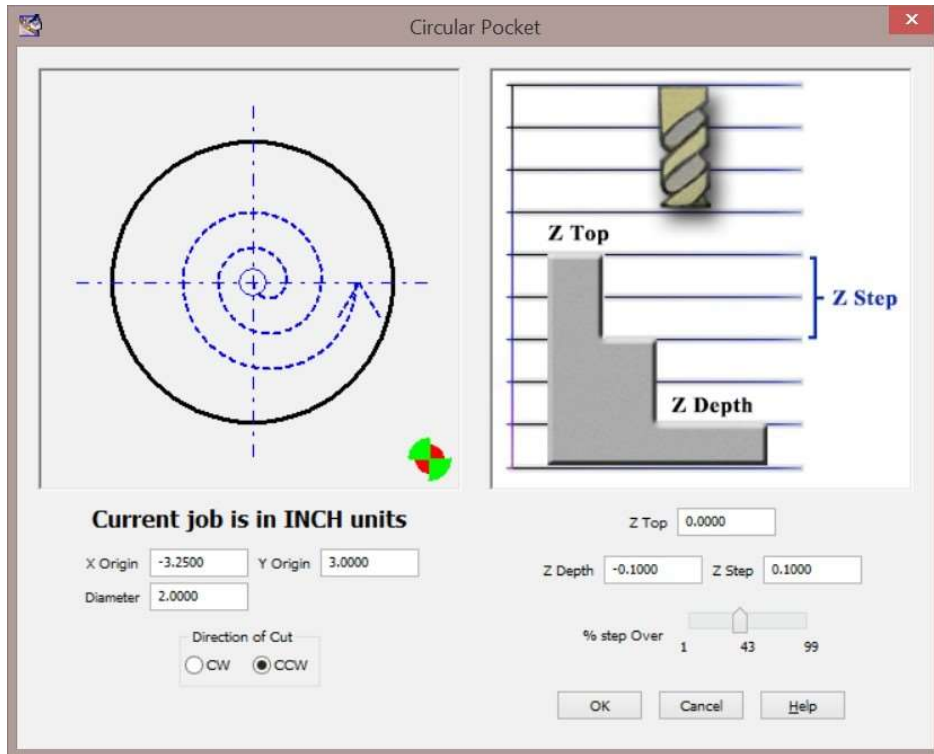 Circular Pocket
Z Top
Z Step
Z Depth
Current job is in INCH units
X Origin -3.2500 Y Origin 3.0000
Diameter 2.0000
Direction of Cut
CW CCW
Z Top 0.0000
Z Depth -0.1000 Z Step 0.1000
% step Over
1 43 99
OK Cancel Help